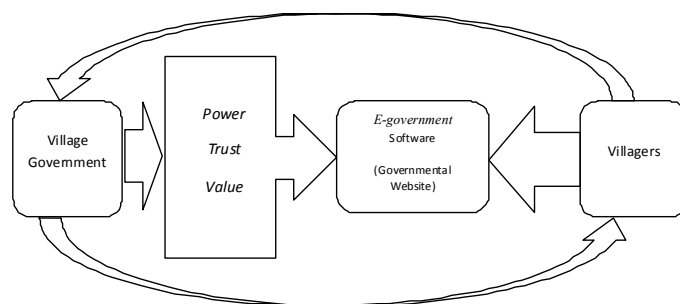 Village
Government
Power
Trust
Value
E-government
Software
(Governmental
Website)
Villagers